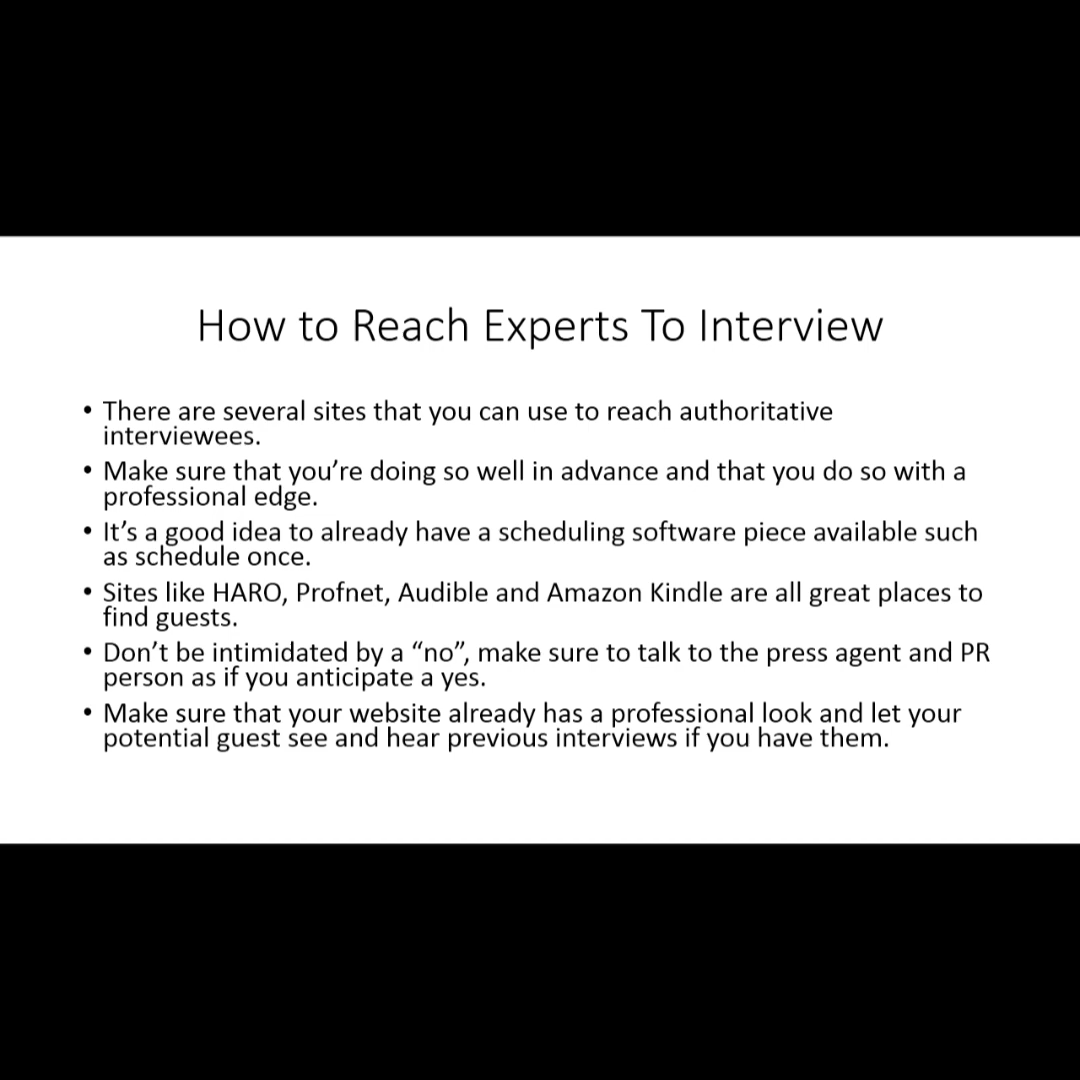 How to Reach Experts To Interview
• There are several sites that you can use to reach authoritative
interviewees.
• Make sure that you’re doing so well in advance and that you do so with a
professional edge.
• It’s a good idea to already have a scheduling software piece available such
as schedule once.
• Sites like HARO, Profnet, Audible and Amazon Kindle are all great places to
find guests.
• Don’t be intimidated by a “no”, make sure to talk to the press agent and PR
person as if you anticipate a yes.
• Make sure that your website already has a professional look and let your
potential guest see and hear previous interviews if you have them.